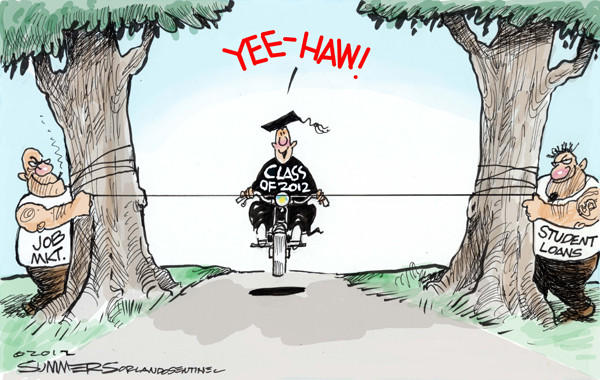 YEE-HAW!
CLASS
OF 2012
JOB
MKT.
STUDENT
LOANS
©2012
SUMMERS ORLANDO SENTINEL